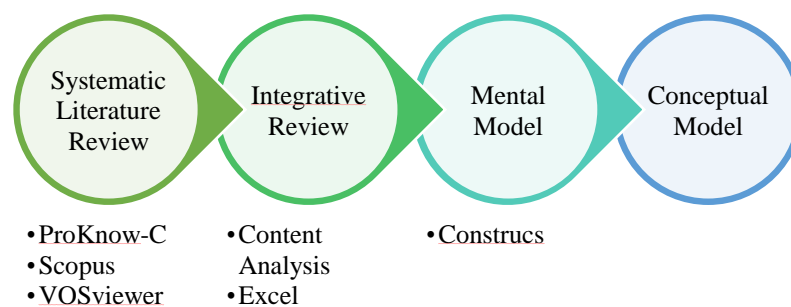 Systematic
Literature
Review
Integrative
Review
Mental
Model
Conceptual
Model
•ProKnow-C
•Scopus
•VOSviewer
•Content
Analysis
•Excel
•Construcs